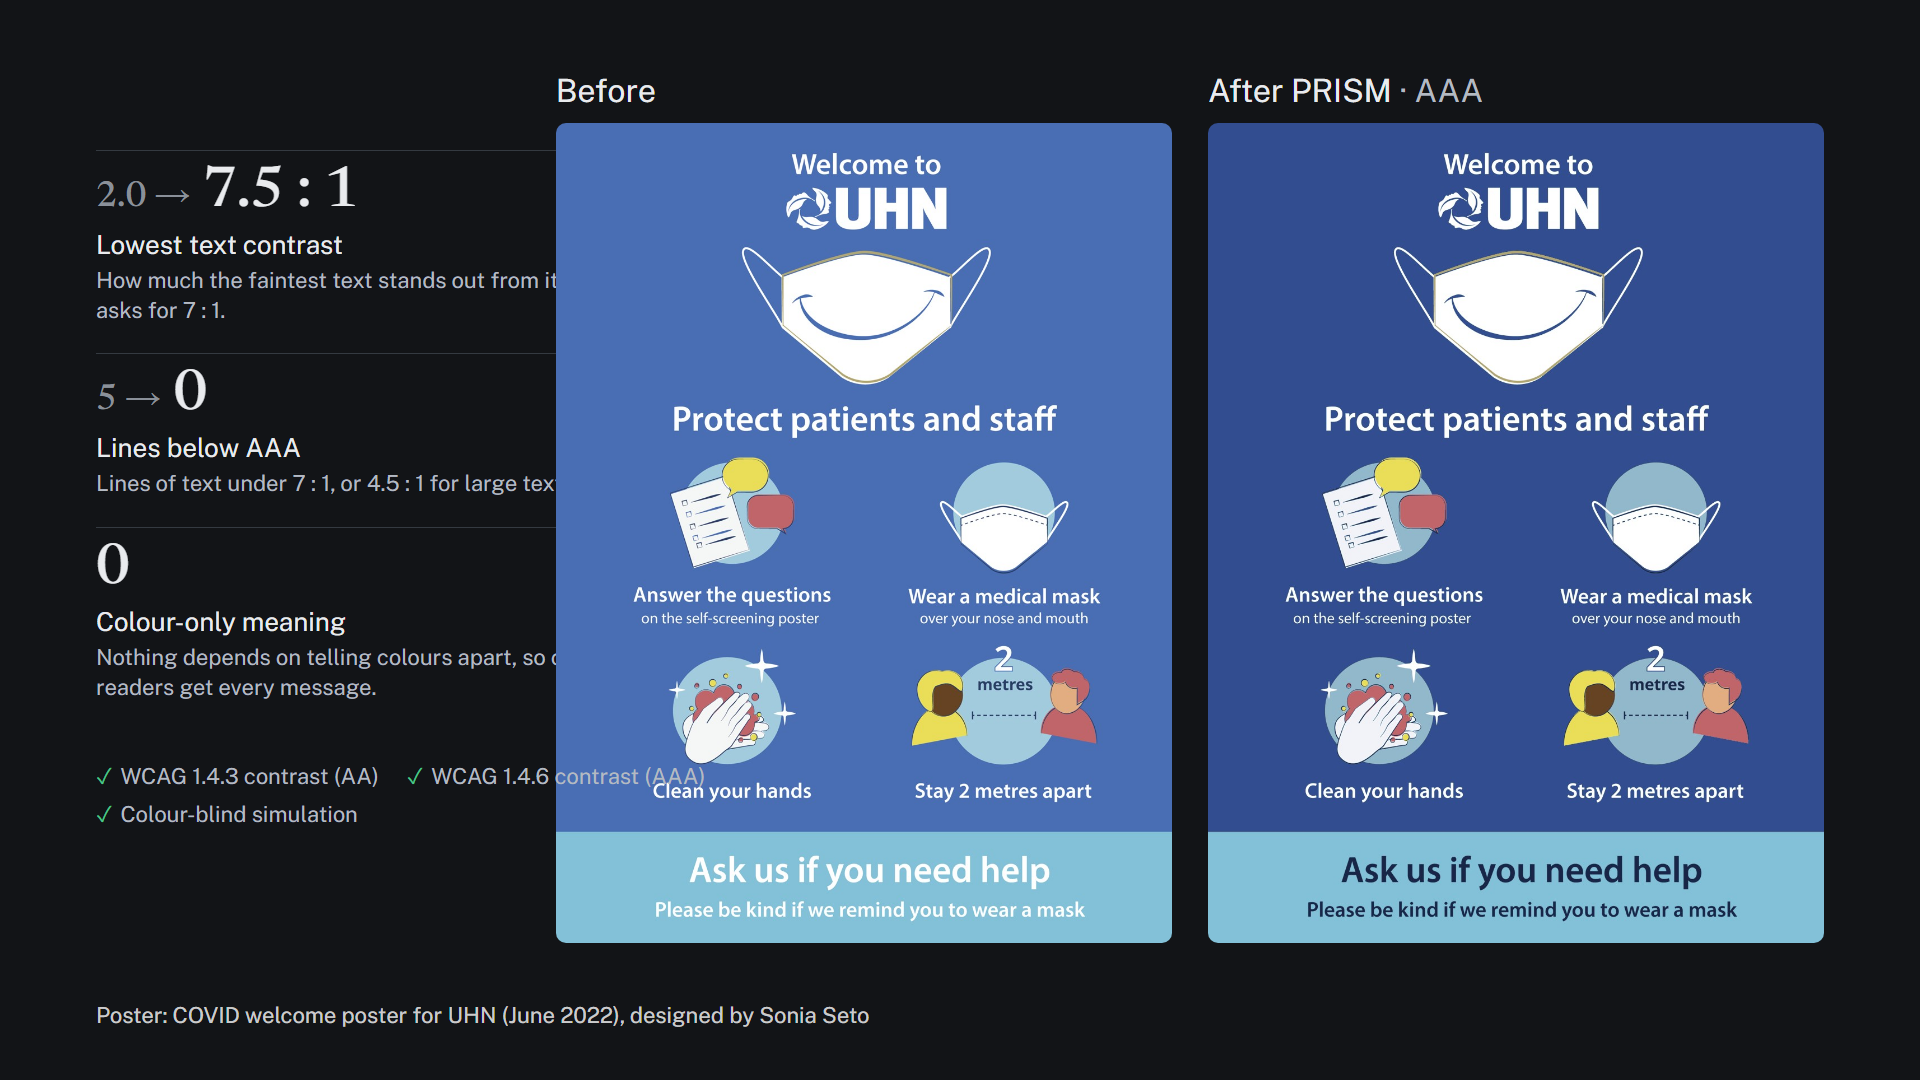 Before
After PRISM · AAA
2.0 → 7.5 : 1
Lowest text contrast
How much the faintest text stands out from
asks for 7 : 1.
5 → 0
Lines below AAA
Lines of text under 7 : 1, or 4.5 : 1 for large
0
Colour-only meaning
Nothing depends on telling colours apart, so
readers get every message.
✓ WCAG 1.4.3 contrast (AA) ✓ WCAG 1.4.6 contrast (AAA)
✓ Colour-blind simulation
Welcome to
UHN
Protect patients and staff
Answer the questions
on the self-screening poster
Wear a medical mask
over your nose and mouth
2
metres
Clean your hands
Stay 2 metres apart
Ask us if you need help
Please be kind if we remind you to wear a mask
Welcome to
UHN
Protect patients and staff
Answer the questions
on the self-screening poster
Wear a medical mask
over your nose and mouth
2
metres
Clean your hands
Stay 2 metres apart
Ask us if you need help
Please be kind if we remind you to wear a mask
Poster: COVID welcome poster for UHN (June 2022), designed by Sonia Seto